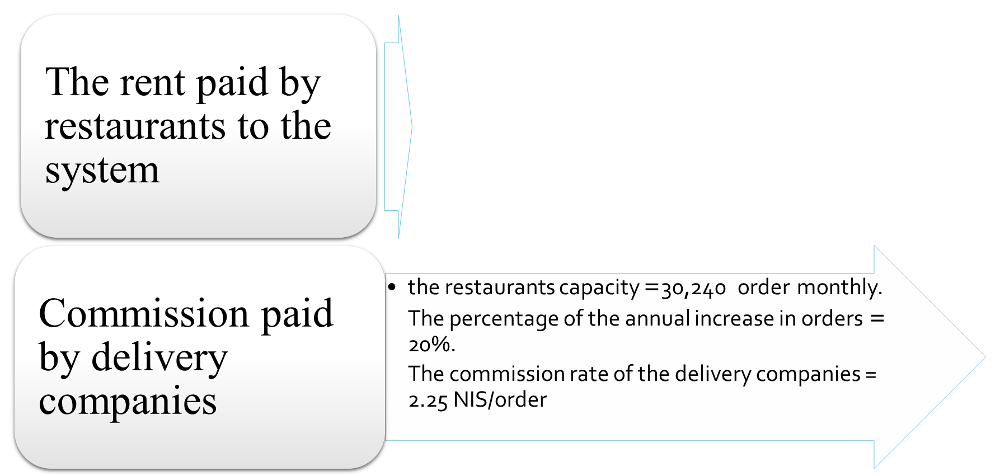 The rent paid by
restaurants to the
system
Commission paid
by delivery
companies
• the restaurants capacity =30,240 order monthly.
The percentage of the annual increase in orders =
20%.
The commission rate of the delivery companies =
2.25 NIS/order